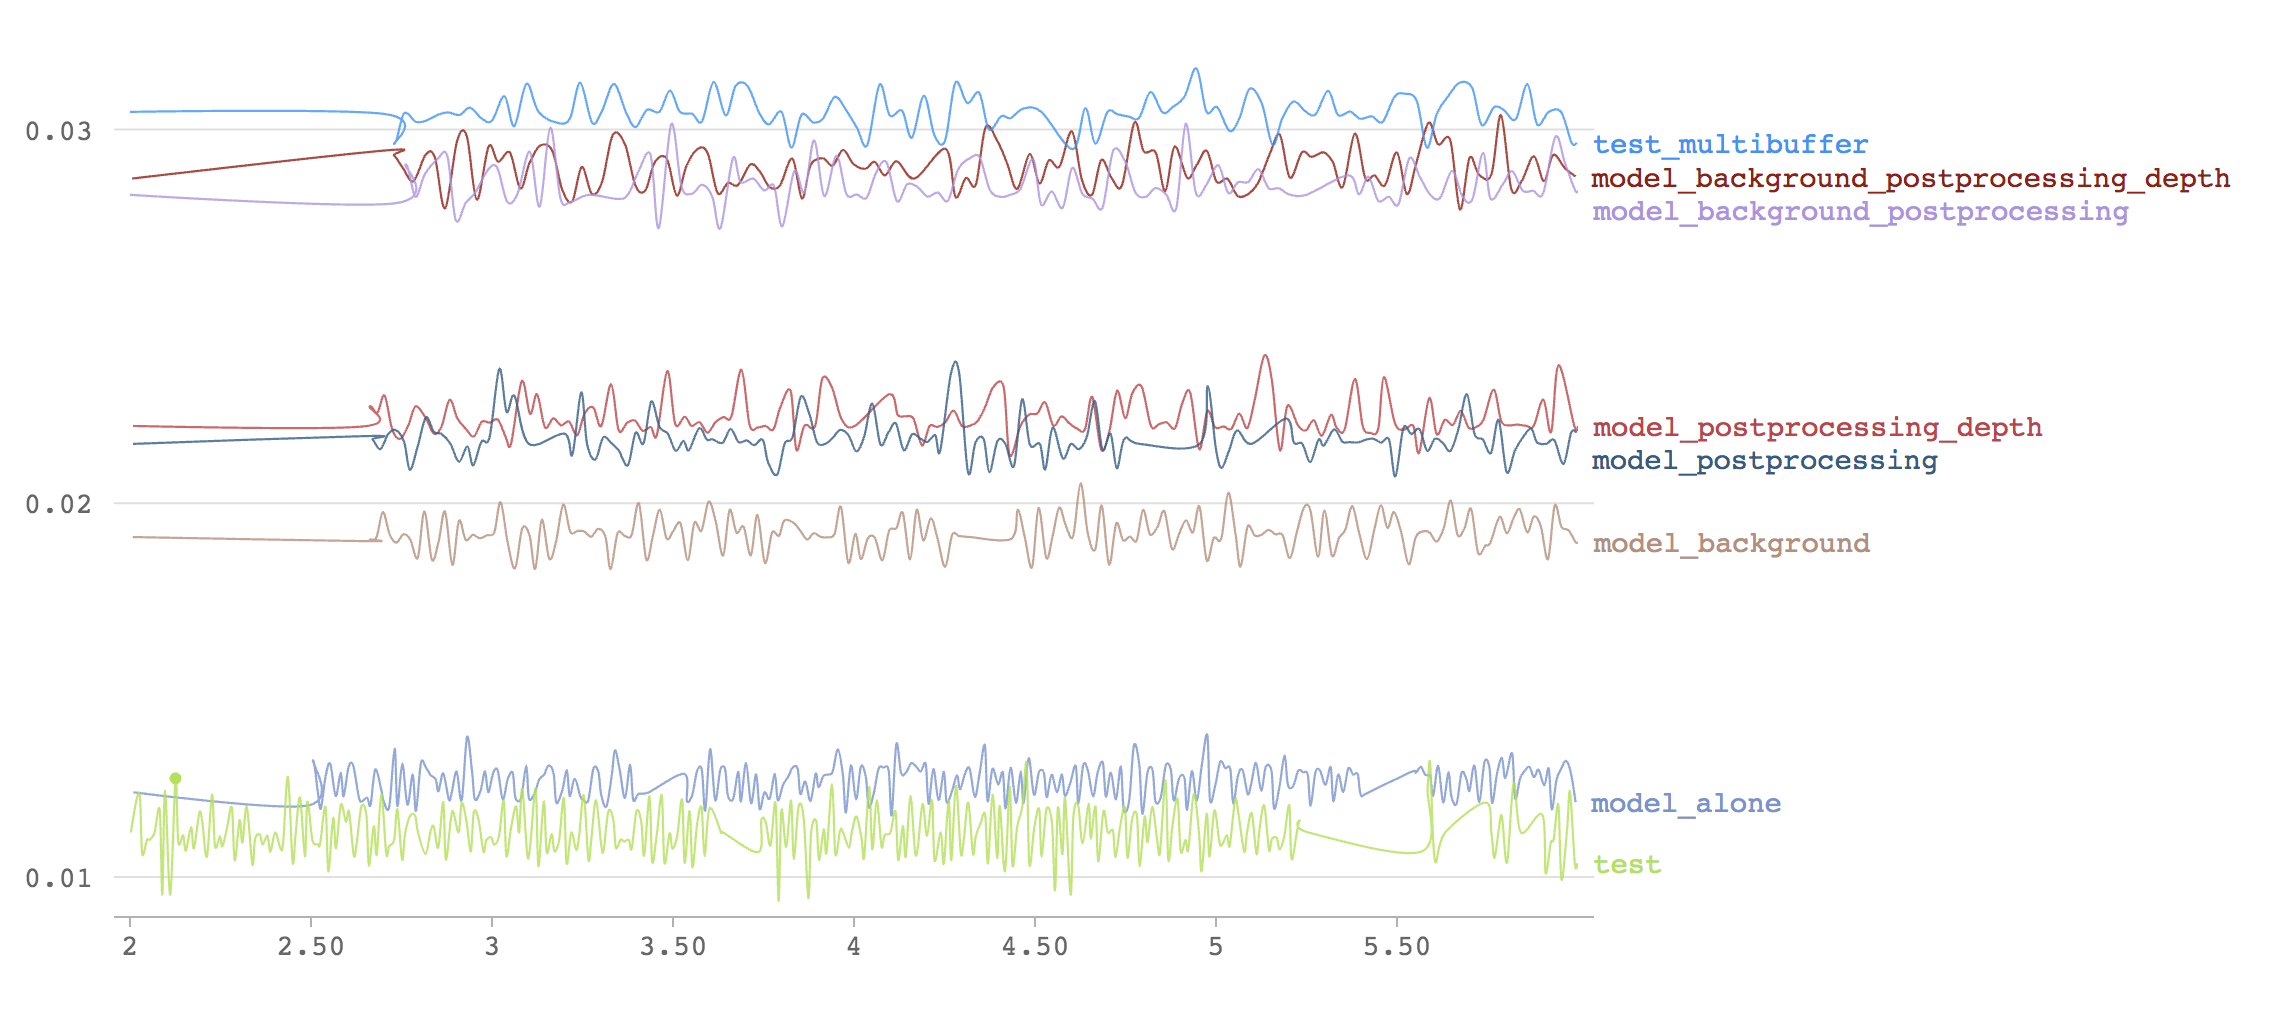 0.03
test_multibuffer
model_background_postprocessing_depth
model_background_postprocessing
model_postprocessing_depth
model_postprocessing
0.02
model_background
model_alone
test
0.01
2 2.50 3 3.50 4 4.50 5 5.50